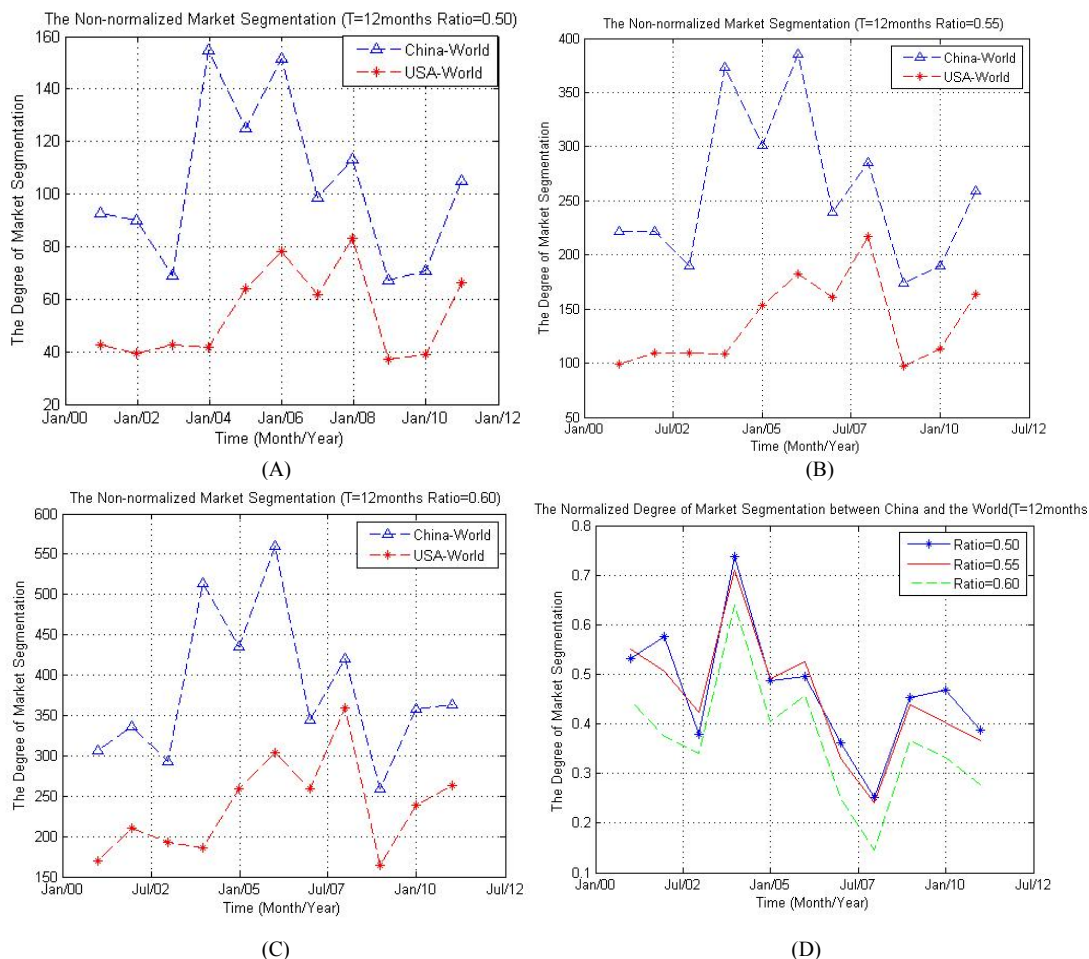 The Non-normalized Market Segmentation (T=12months Ratio=0.50)
160
140
120
100
80
60
40
20
The Degree of Market Segmentation
China-World
USA-World
Jan/00 Jan/02 Jan/04 Jan/06 Jan/08 Jan/10 Jan/12
Time (Month/Year)
(A)
The Non-normalized Market Segmentation (T=12months Ratio=0.55)
400
350
300
250
200
150
100
50
The Degree of Market Segmentation
China-World
USA-World
Jan/00 Jul/02 Jan/05 Jul/07 Jan/10 Jul/12
Time (Month/Year)
(B)
The Non-normalized Market Segmentation (T=12months Ratio=0.60)
600
550
500
450
400
350
300
250
200
150
The Degree of Market Segmentation
China-World
USA-World
Jan/00 Jul/02 Jan/05 Jul/07 Jan/10 Jul/12
Time (Month/Year)
(C)
The Normalized Degree of Market Segmentation between China and the World(T=12months
0.8
0.7
0.6
0.5
0.4
0.3
0.2
0.1
The Degree of Market Segmentation
Ratio=0.50
Ratio=0.55
Ratio=0.60
Jan/00 Jul/02 Jan/05 Jul/07 Jan/10 Jul/12
Time (Month/Year)
(D)